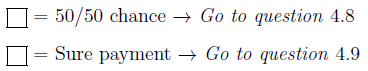 ☐ = 50/50 chance → Go to question 4.8
☐ = Sure payment → Go to question 4.9